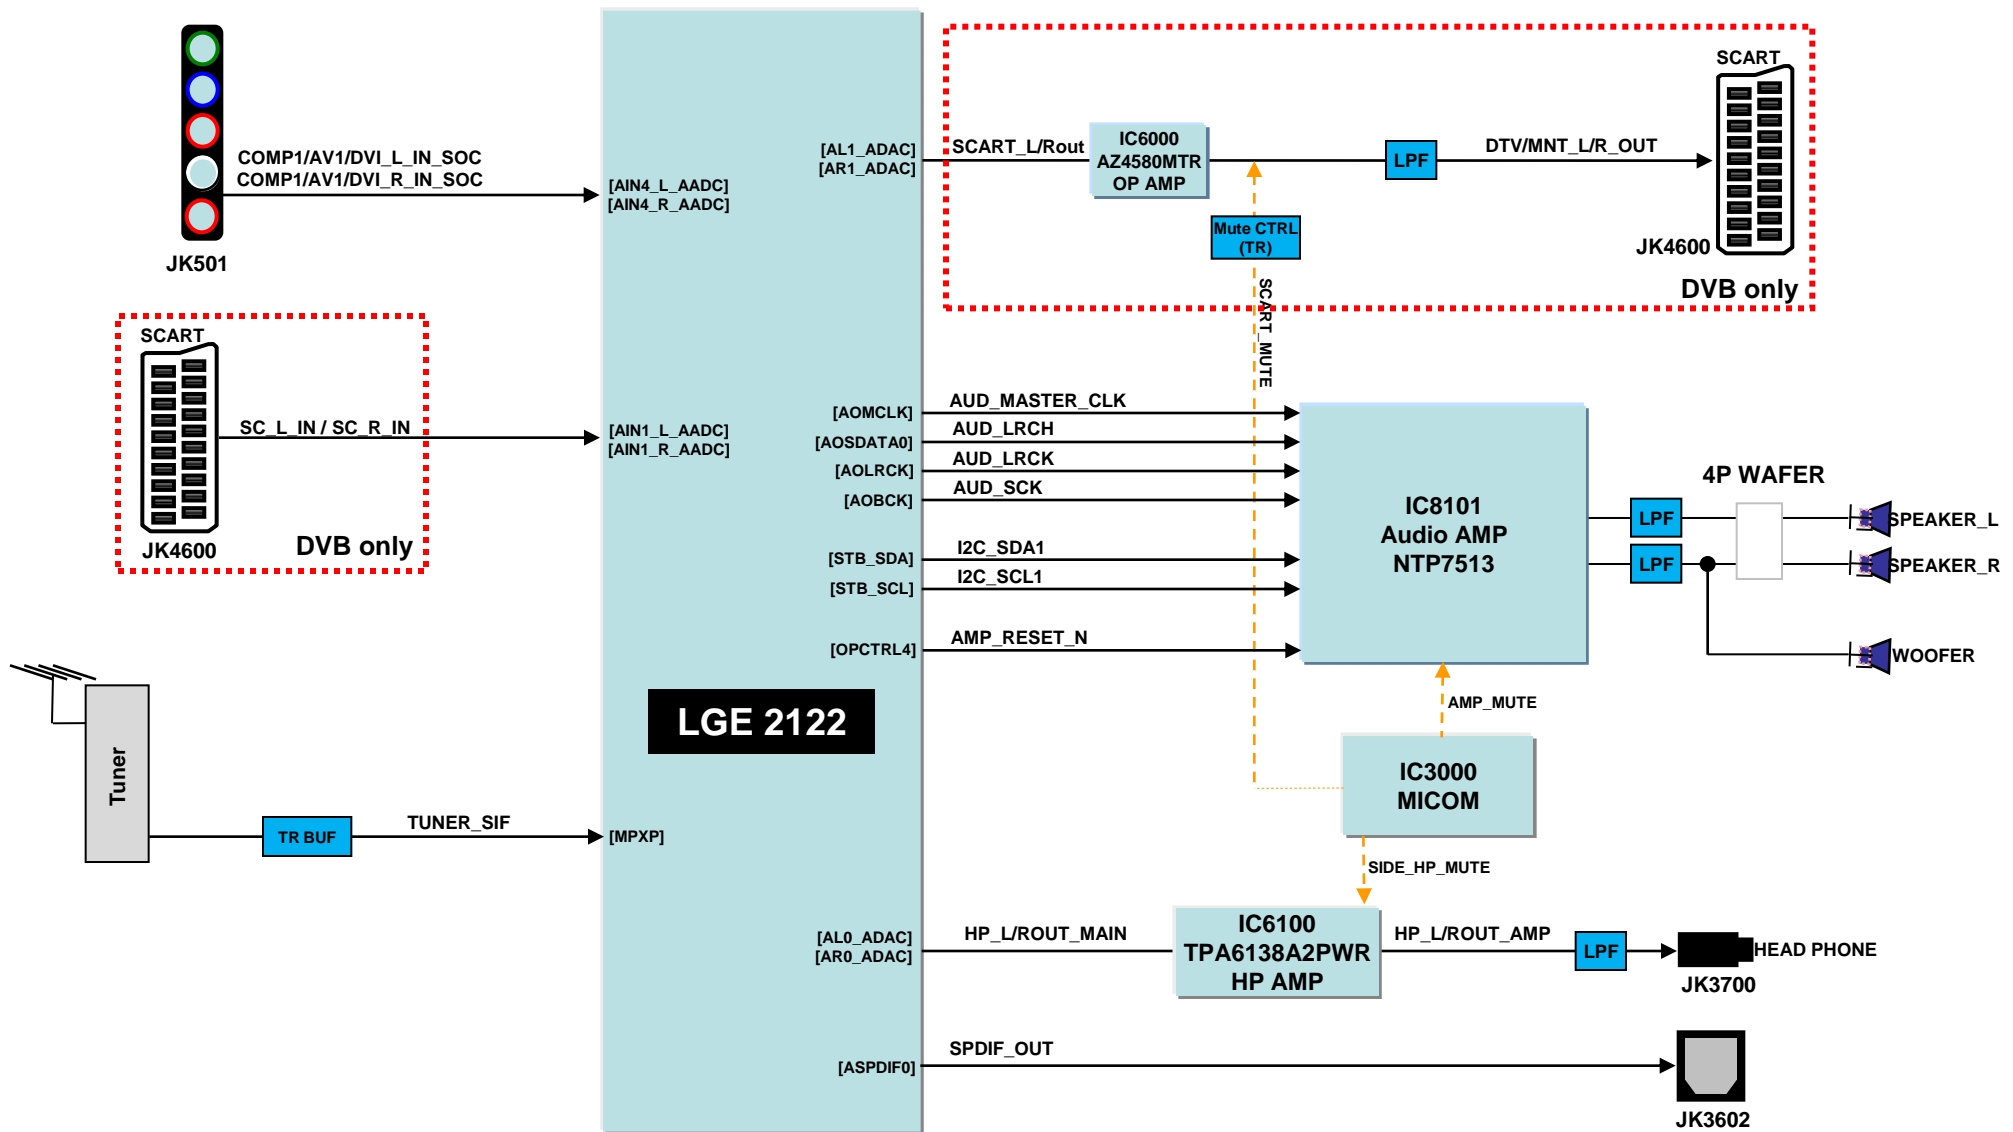 COMP1/AV1/DVI_L_IN_SOC
COMP1/AV1/DVI_R_IN_SOC
JK501
[AIN4_L_AADC]
[AIN4_R_AADC]
SCART
SC_L_IN / SC_R_IN
JK4600
DVB only
[AIN1_L_AADC]
[AIN1_R_AADC]
Tuner
TR BUF
TUNER_SIF
[MPXP]
LGE 2122
[AL1_ADAC]
[AR1_ADAC]
SCART_L/Rout
IC6000
AZ4580MTR
OP AMP
Mute CTRL
(TR)
SCART_MUTE
LPF
DTV/MNT_L/R_OUT
SCART
JK4600
DVB only
[AOMCLK]
AUD_MASTER_CLK
[AOSDATA0]
AUD_LRCH
[AOLRCK]
AUD_LRCK
[AOBCK]
AUD_SCK
[STB_SDA]
I2C_SDA1
[STB_SCL]
I2C_SCL1
[OPCTRL4]
AMP_RESET_N
IC8101
Audio AMP
NTP7513
4P WAFER
LPF
SPEAKER_L
LPF
SPEAKER_R
WOOFER
AMP_MUTE
IC3000
MICOM
SIDE_HP_MUTE
[AL0_ADAC]
[AR0_ADAC]
HP_L/ROUT_MAIN
IC6100
TPA6138A2PWR
HP AMP
HP_L/ROUT_AMP
LPF
HEAD PHONE
JK3700
[ASPDIF0]
SPDIF_OUT
JK3602